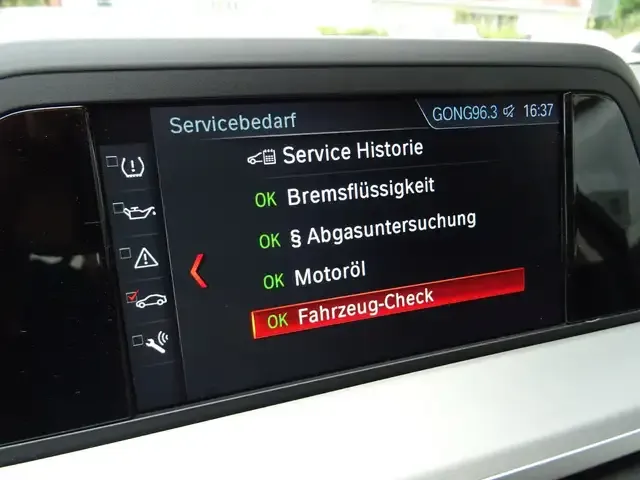 Servicebedarf
GONG96.3 16:37
Service Historie
OK Bremsflüssigkeit
OK § Abgasuntersuchung
OK Motoröl
OK Fahrzeug-Check